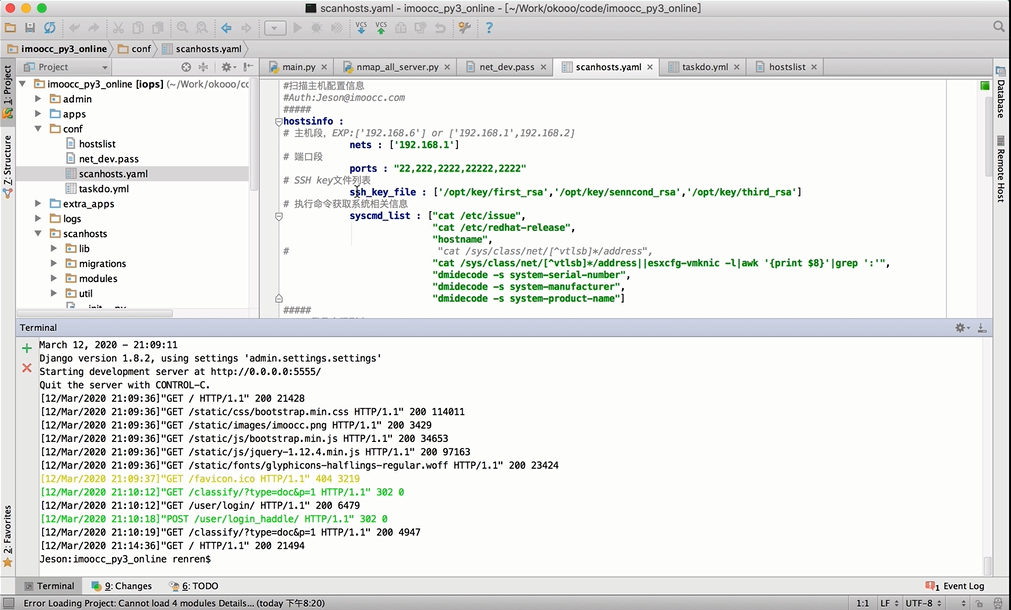 scanhosts.yaml - imoocc_py3_online - [~/Work/okooo/code/imoocc_py3_online]
imoocc_py3_online conf scanhosts.yaml
Project main.py nmap_all_server.py net_dev.pass scanhosts.yaml taskdo.yml hostslist
1: Project
Z: Structure
2: Favorites
Database
Remote Host
imoocc_py3_online [iops] (~/Work/okooo/co
admin
apps
conf
hostslist
net_dev.pass
scanhosts.yaml
taskdo.yml
extra_apps
logs
scanhosts
lib
migrations
modules
util
#扫描主机配置信息
#Auth:Jeson@imoocc.com
#####
hostsinfo :
# 主机段，EXP:['192.168.6'] or ['192.168.1',192.168.2]
nets : ['192.168.1']
# 端口段
ports : "22,222,2222,22222,2222"
# SSH key文件列表
ssh_key_file : ['/opt/key/first_rsa','/opt/key/senncond_rsa','/opt/key/third_rsa']
# 执行命令获取系统相关信息
syscmd_list : ["cat /etc/issue",
"cat /etc/redhat-release",
"hostname",
# "cat /sys/class/net/[^vtlsb]*/address",
"cat /sys/class/net/[^vtlsb]*/address||esxcfg-vmknic -l|awk '{print $8}'|grep ':'",
"dmidecode -s system-serial-number",
"dmidecode -s system-manufacturer",
"dmidecode -s system-product-name"]
#####
Terminal
March 12, 2020 - 21:09:11
Django version 1.8.2, using settings 'admin.settings.settings'
Starting development server at http://0.0.0.0:5555/
Quit the server with CONTROL-C.
[12/Mar/2020 21:09:36]"GET / HTTP/1.1" 200 21428
[12/Mar/2020 21:09:36]"GET /static/css/bootstrap.min.css HTTP/1.1" 200 114011
[12/Mar/2020 21:09:36]"GET /static/images/imoocc.png HTTP/1.1" 200 3429
[12/Mar/2020 21:09:36]"GET /static/js/bootstrap.min.js HTTP/1.1" 200 34653
[12/Mar/2020 21:09:36]"GET /static/js/jquery-1.12.4.min.js HTTP/1.1" 200 97163
[12/Mar/2020 21:09:36]"GET /static/fonts/glyphicons-halflings-regular.woff HTTP/1.1" 200 23424
[12/Mar/2020 21:09:37]"GET /favicon.ico HTTP/1.1" 404 3219
[12/Mar/2020 21:10:12]"GET /classify/?type=doc&p=1 HTTP/1.1" 302 0
[12/Mar/2020 21:10:12]"GET /user/login/ HTTP/1.1" 200 6479
[12/Mar/2020 21:10:18]"POST /user/login_haddle/ HTTP/1.1" 302 0
[12/Mar/2020 21:10:19]"GET /classify/?type=doc&p=1 HTTP/1.1" 200 4947
[12/Mar/2020 21:14:36]"GET / HTTP/1.1" 200 21494
Jeson:imoocc_py3_online renren$
Terminal 9: Changes 6: TODO 1 Event Log
Error Loading Project: Cannot load 4 modules Details... (today 下午8:20) 1:1 LF UTF-8